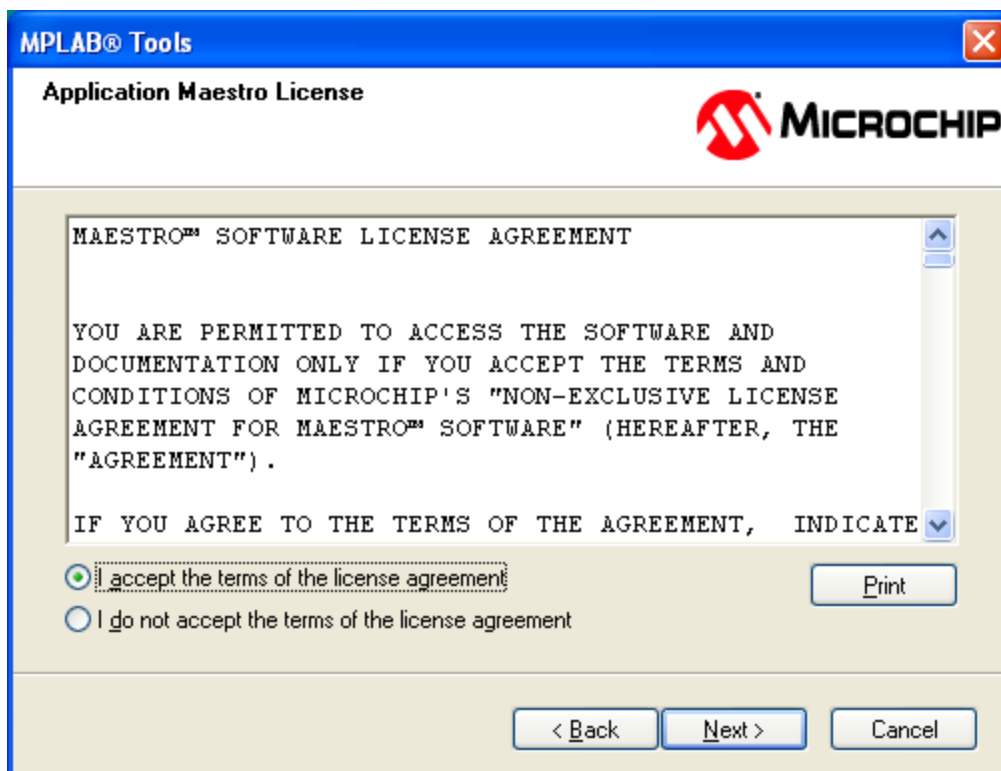 MPLAB® Tools
Application Maestro License
MICROCHIP
MAESTRO™ SOFTWARE LICENSE AGREEMENT
YOU ARE PERMITTED TO ACCESS THE SOFTWARE AND
DOCUMENTATION ONLY IF YOU ACCEPT THE TERMS AND
CONDITIONS OF MICROCHIP'S "NON-EXCLUSIVE LICENSE
AGREEMENT FOR MAESTRO™ SOFTWARE" (HEREAFTER, THE
"AGREEMENT").
IF YOU AGREE TO THE TERMS OF THE AGREEMENT, INDICATE
I accept the terms of the license agreement
Print
I do not accept the terms of the license agreement
< Back
Next >
Cancel